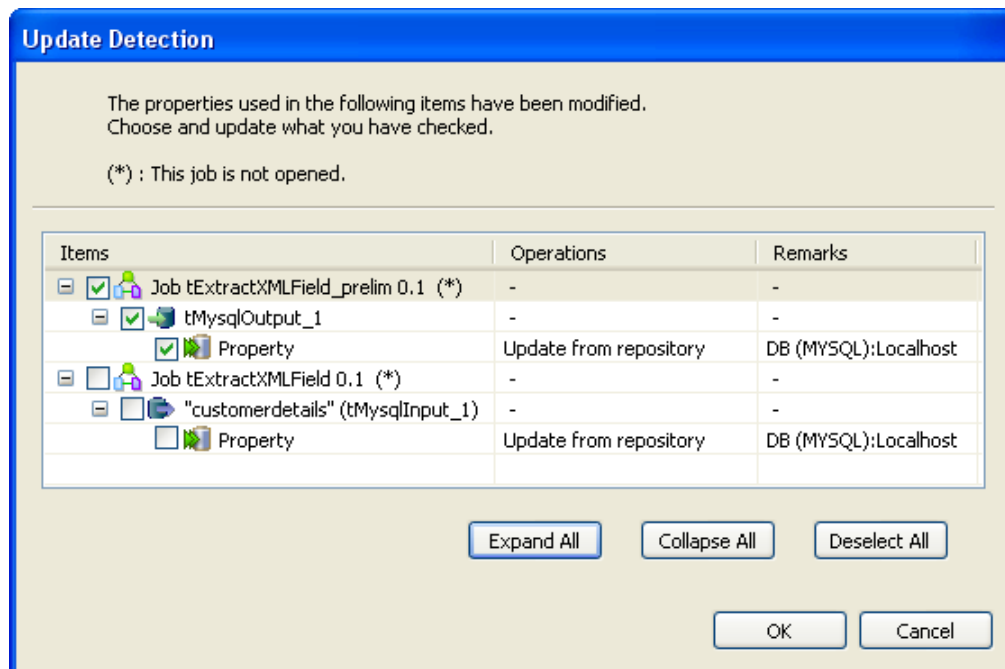 Update Detection
The properties used in the following items have been modified.
Choose and update what you have checked.
(*) : This job is not opened.
Items Operations Remarks
Job tExtractXMLField_prelim 0.1 (*) - -
tMysqlOutput_1 - -
Property Update from repository DB (MYSQL):Localhost
Job tExtractXMLField 0.1 (*) - -
"customerdetails" (tMysqlInput_1) - -
Property Update from repository DB (MYSQL):Localhost
Expand All Collapse All Deselect All
OK Cancel